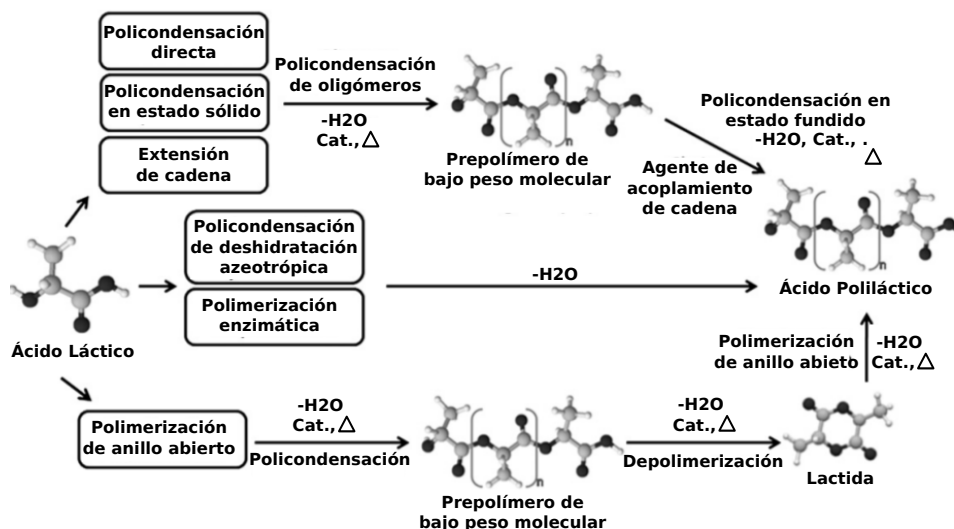 Policondensación
directa
Policondensación
en estado sólido
Extensión
de cadena
Policondensación
de oligómeros
-H2O
Cat.,△
n
Prepolímero de
bajo peso molecular
Policondensación en
estado fundido
-H2O, Cat., .
△
Agente de
acoplamiento
de cadena
Policondensación
de deshidratación
azeotrópica
Polimerización
enzimática
-H2O
n
Ácido Poliláctico
Ácido Láctico
Polimerización
de anillo abieto
-H2O
Cat.,△
Polimerización
de anillo abierto
-H2O
Cat.,△
Policondensación
n
Prepolímero de
bajo peso molecular
-H2O
Cat.,△
Depolimerización
Lactida